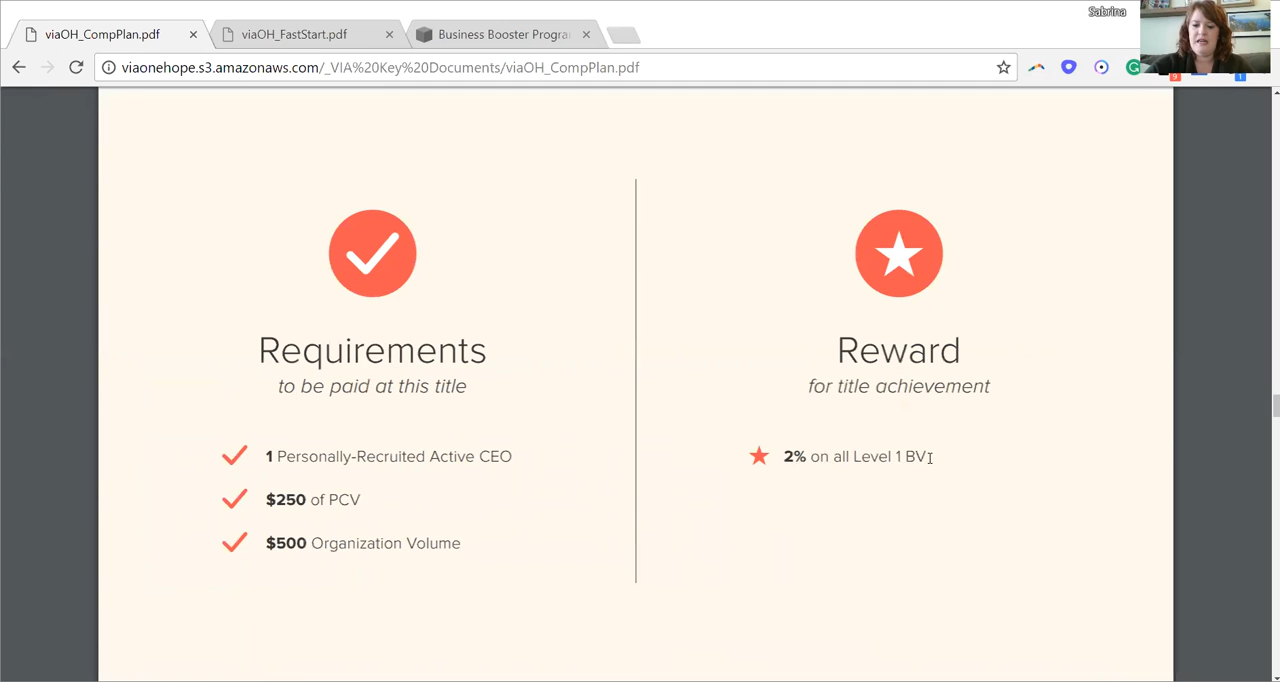 Sabrina
viaOH_CompPlan.pdf
viaOH_FastStart.pdf
Business Booster Progra
viaonehope.s3.amazonaws.com/_VIA%20Key%20Documents/viaOH_CompPlan.pdf
Requirements
to be paid at this title
1 Personally-Recruited Active CEO
$250 of PCV
$500 Organization Volume
Reward
for title achievement
2% on all Level 1 BV